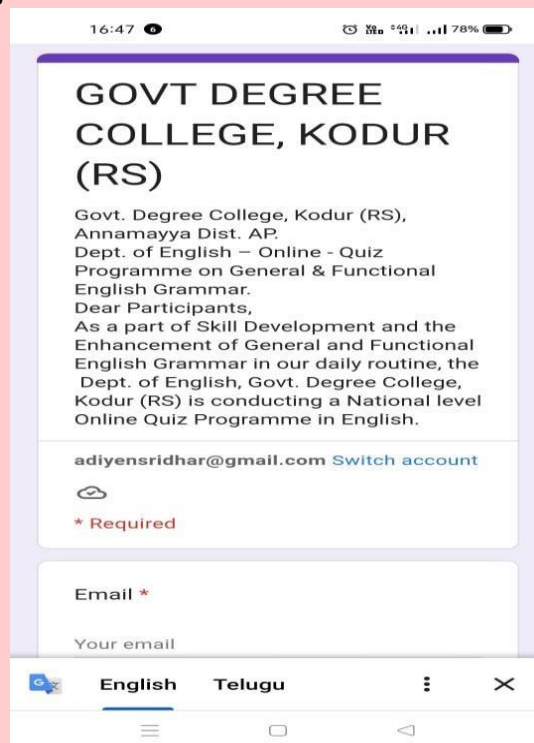 16:47 6 Vo LTE 4G 78%
GOVT DEGREE
COLLEGE, KODUR
(RS)
Govt. Degree College, Kodur (RS),
Annamayya Dist. AP.
Dept. of English – Online - Quiz
Programme on General & Functional
English Grammar.
Dear Participants,
As a part of Skill Development and the
Enhancement of General and Functional
English Grammar in our daily routine, the
Dept. of English, Govt. Degree College,
Kodur (RS) is conducting a National level
Online Quiz Programme in English.
adiyensridhar@gmail.com Switch account
* Required
Email *
Your email
English Telugu